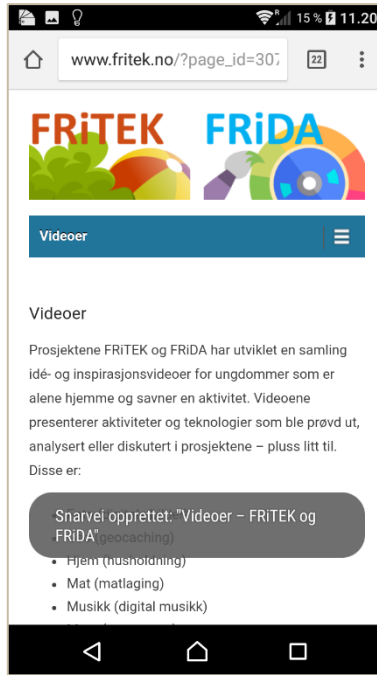 15 % 11.20
www.fritek.no/?page_id=307
22
FRiTEK FRiDA
Videoer
Videoer
Prosjektene FRiTEK og FRiDA har utviklet en samling
idé- og inspirasjonsvideoer for ungdommer som er
alene hjemme og savner en aktivitet. Videoene
presenterer aktiviteter og teknologier som ble prøvd ut,
analysert eller diskutert i prosjektene – pluss litt til.
Disse er:
Snarvei opprettet: "Videoer – FRiTEK og
FRiDA"
(geocaching)
• Hjem (husholdning)
• Mat (matlaging)
• Musikk (digital musikk)